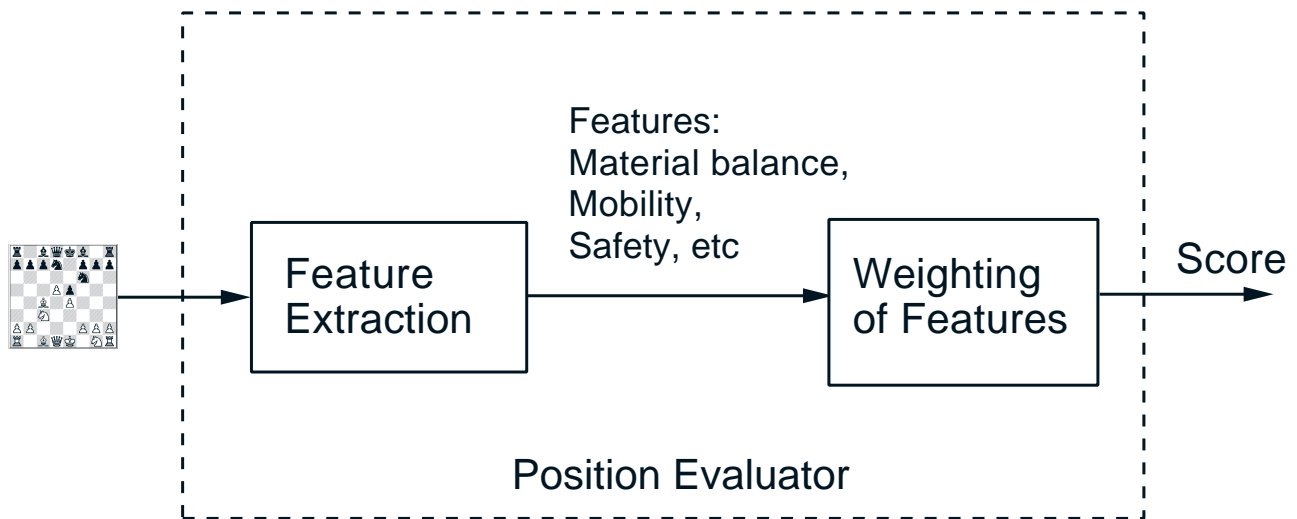 Features:
Material balance,
Mobility,
Safety, etc
Feature
Extraction
Weighting
of Features
Score
Position Evaluator